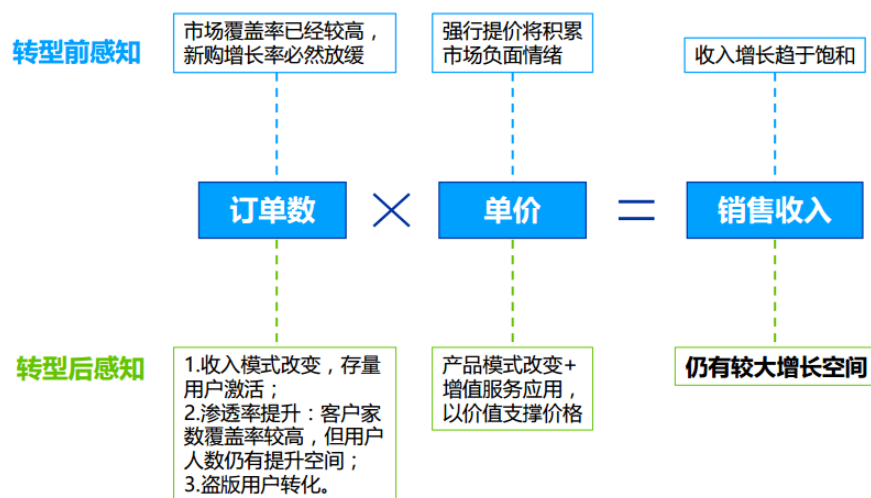 转型前感知
市场覆盖率已经较高，
新购增长率必然放缓
强行提价将积累
市场负面情绪
收入增长趋于饱和
订单数
×
单价
=
销售收入
转型后感知
1.收入模式改变，存量
用户激活；
2.渗透率提升：客户家
数覆盖率较高，但用户
人数仍有提升空间；
3.盗版用户转化。
产品模式改变+
增值服务应用，
以价值支撑价格
仍有较大增长空间